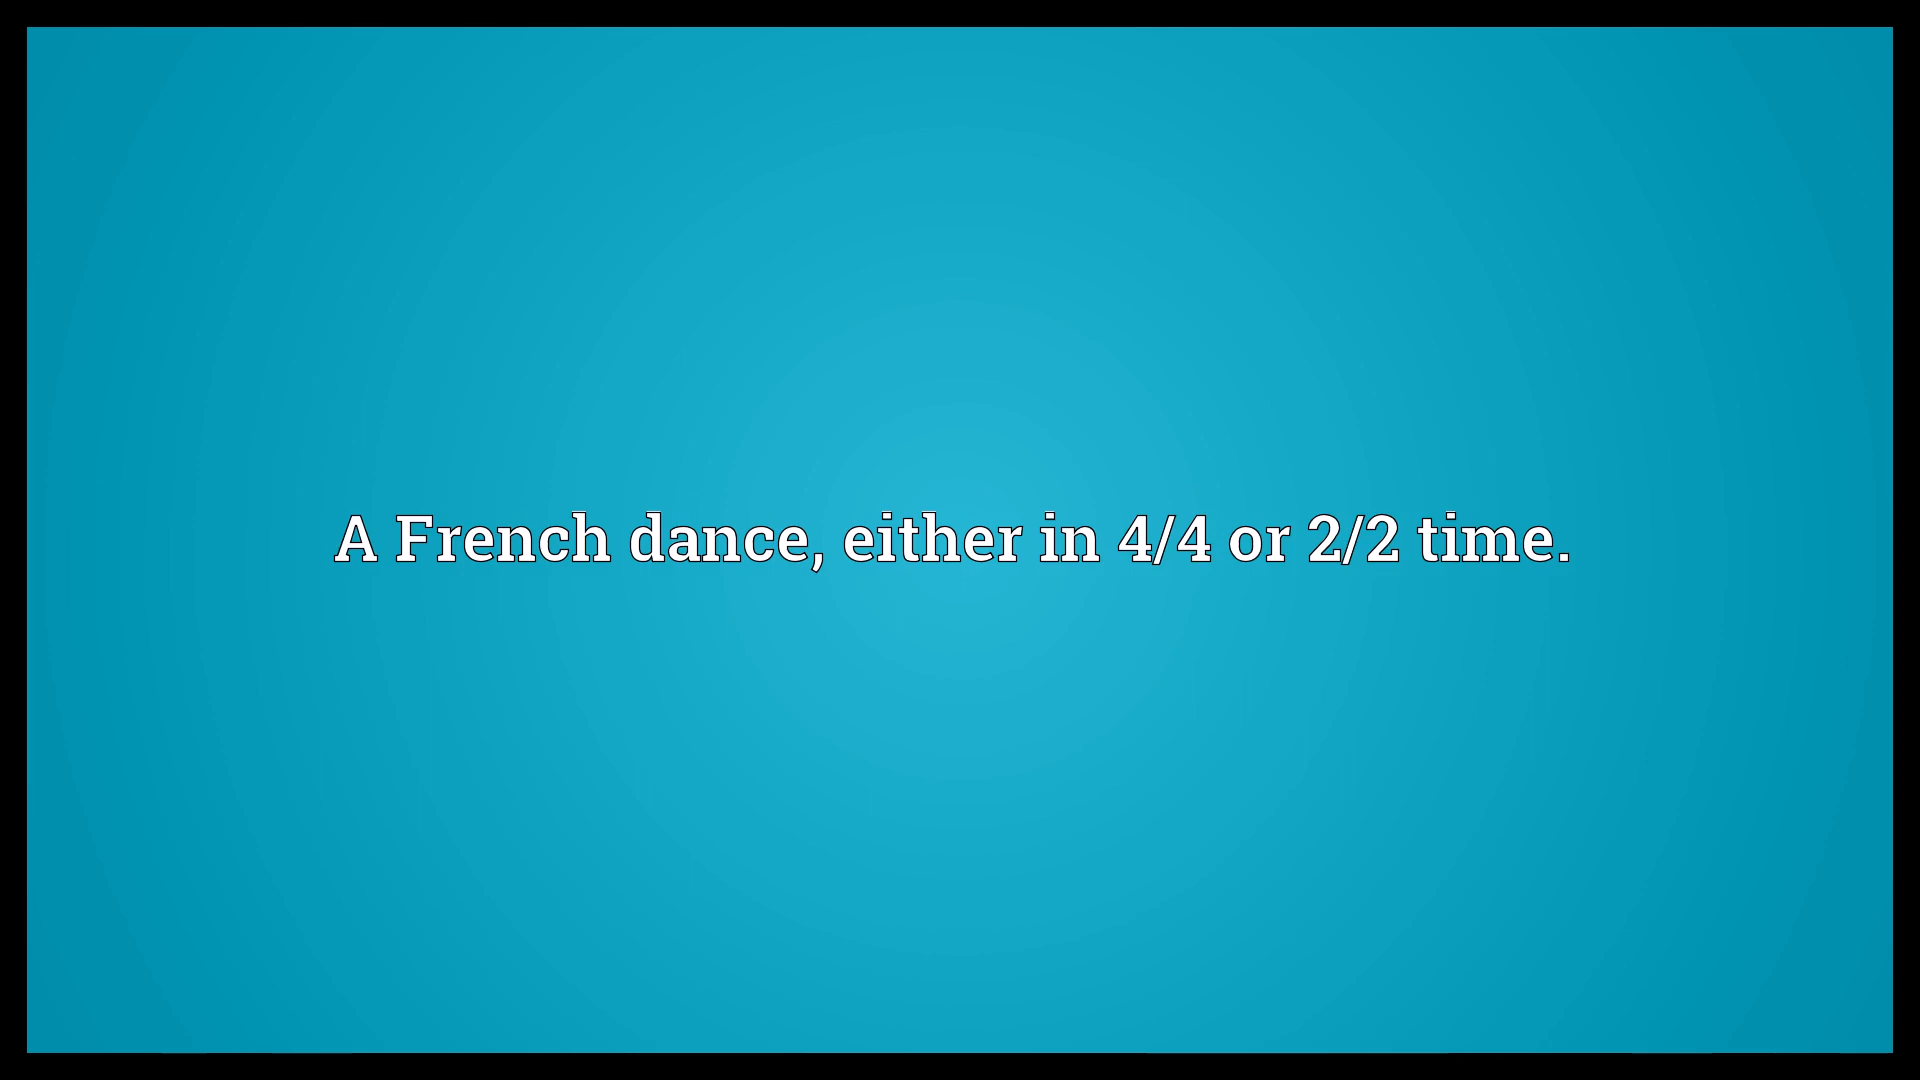 A French dance, either in 4/4 or 2/2 time.